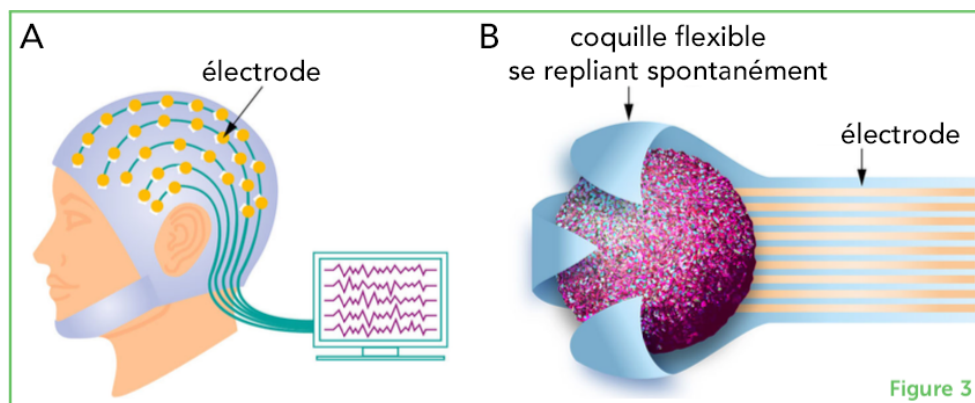 A
électrode
B
coquille flexible
se repliant spontanément
électrode
Figure 3